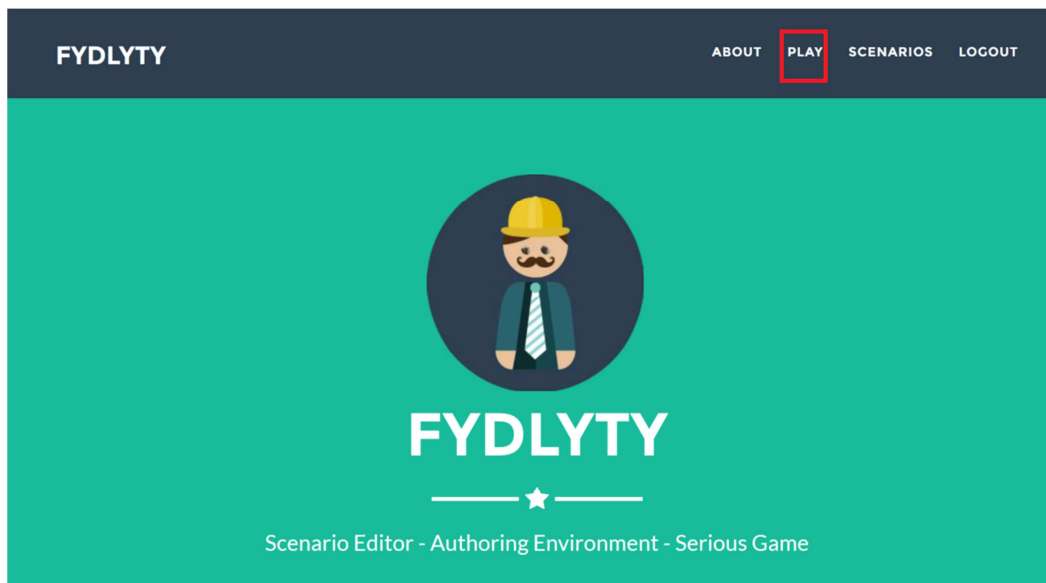 FYDLYTY ABOUT PLAY SCENARIOS LOGOUT
FYDLYTY
Scenario Editor - Authoring Environment - Serious Game